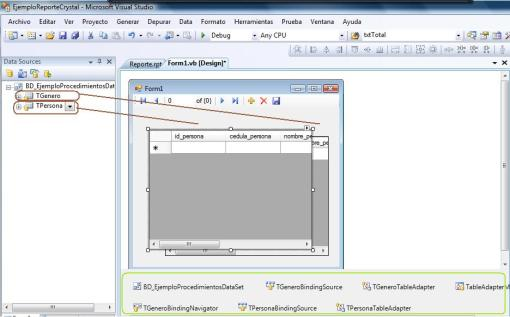 EjemploReporteCrystal - Microsoft Visual Studio
Archivo Editar Ver Proyecto Generar Depurar Data Formato Herramientas Prueba Ventana Ayuda
Debug Any CPU txtTotal
Data Sources
Reporte.rpt Form1.vb [Design]*
BD_EjemploProcedimientosDat
TGenero
TPersona
Form1
0 of {0}
id_persona cedula_persona nombre_pe
bre_pe
BD_EjemploProcedimientosDataSet TGeneroBindingSource TGeneroTableAdapter TableAdapterM
TGeneroBindingNavigator TPersonaBindingSource TPersonaTableAdapter